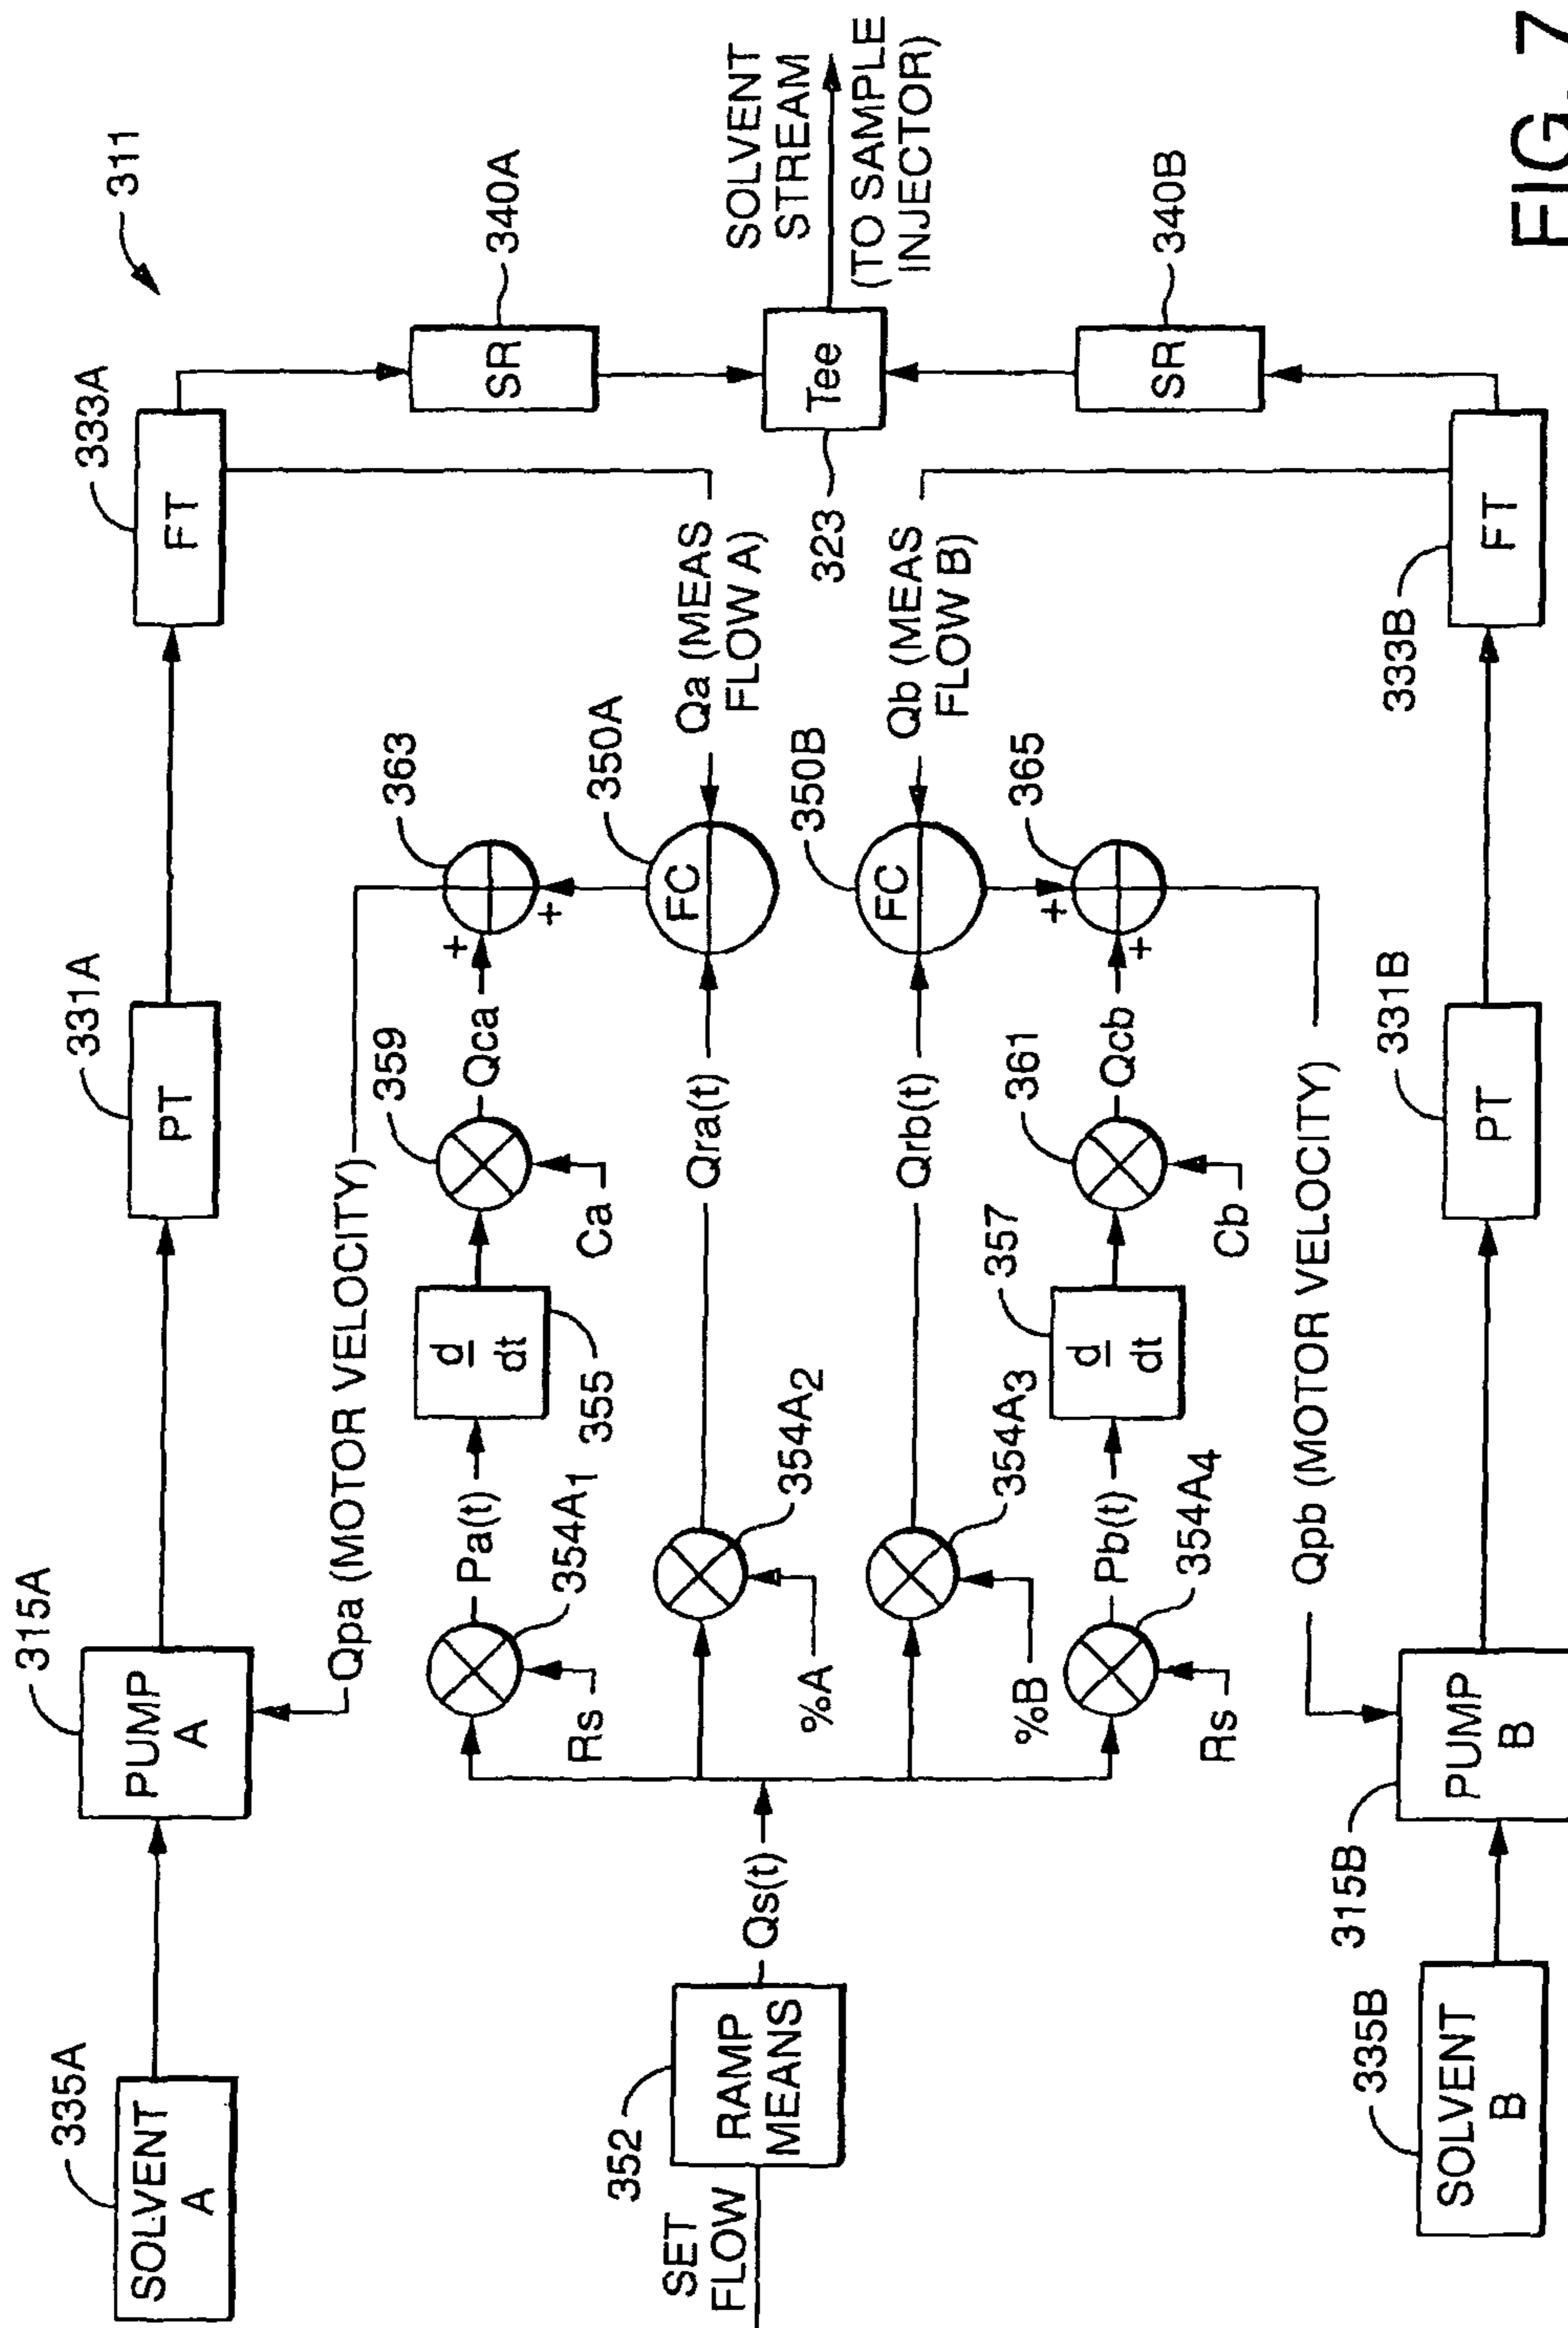 311
335A
SOLVENT
A
315A
PUMP
A
331A
PT
333A
FT
340A
SR
Qpa (MOTOR VELOCITY)
363
359
+
+
Pa(t)
d
dt
Qca
Rs
354A1
355
Ca
350A
FC
Qa (MEAS
FLOW A)
352
SET
FLOW
RAMP
MEANS
Qs(t)
354A2
%A
Qra(t)
323
Tee
SOLVENT
STREAM
(TO SAMPLE
INJECTOR)
354A3
%B
Qrb(t)
350B
FC
Qb (MEAS
FLOW B)
357
361
365
+
+
Pb(t)
d
dt
Qcb
Rs
354A4
Cb
340B
SR
Qpb (MOTOR VELOCITY)
335B
SOLVENT
B
315B
PUMP
B
331B
PT
333B
FT
FIG. 7